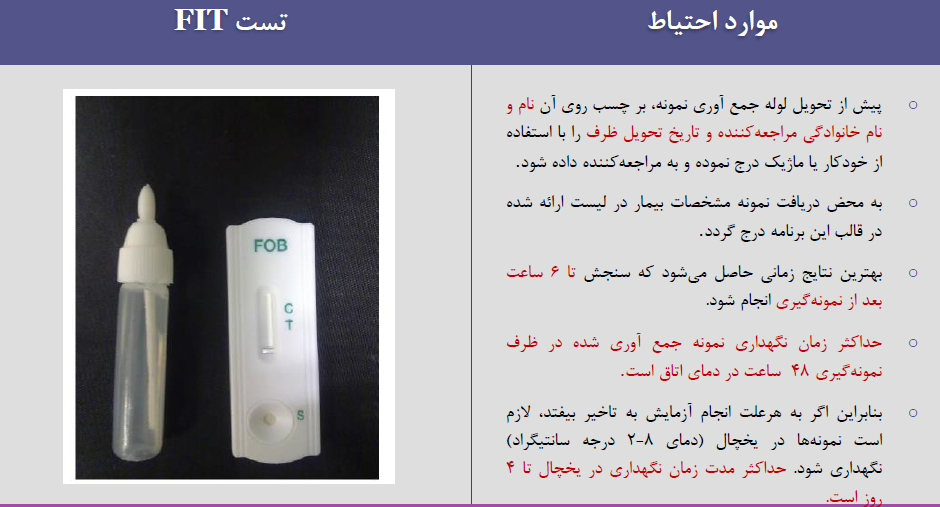 موارد احتیاط
تست FIT
پیش از تحویل لوله جمع آوری نمونه، بر چسب روی آن نام و
نام خانوادگی مراجعه‌کننده و تاریخ تحویل ظرف را با استفاده
از خودکار یا ماژیک درج نموده و به مراجعه‌کننده داده شود.
به محض دریافت نمونه مشخصات بیمار در لیست ارائه شده
در قالب این برنامه درج گردد.
بهترین نتایج زمانی حاصل می‌شود که سنجش تا ۶ ساعت
بعد از نمونه‌گیری انجام شود.
حداکثر زمان نگهداری نمونه جمع آوری شده در ظرف
نمونه‌گیری ۴۸ ساعت در دمای اتاق است.
بنابراین اگر به هرعلت انجام آزمایش به تاخیر بیفتد، لازم
است نمونه‌ها در یخچال (دمای ۸-۲ درجه سانتیگراد)
نگهداری شود. حداکثر مدت زمان نگهداری در یخچال تا ۴
روز است.
FOB
C
T
S